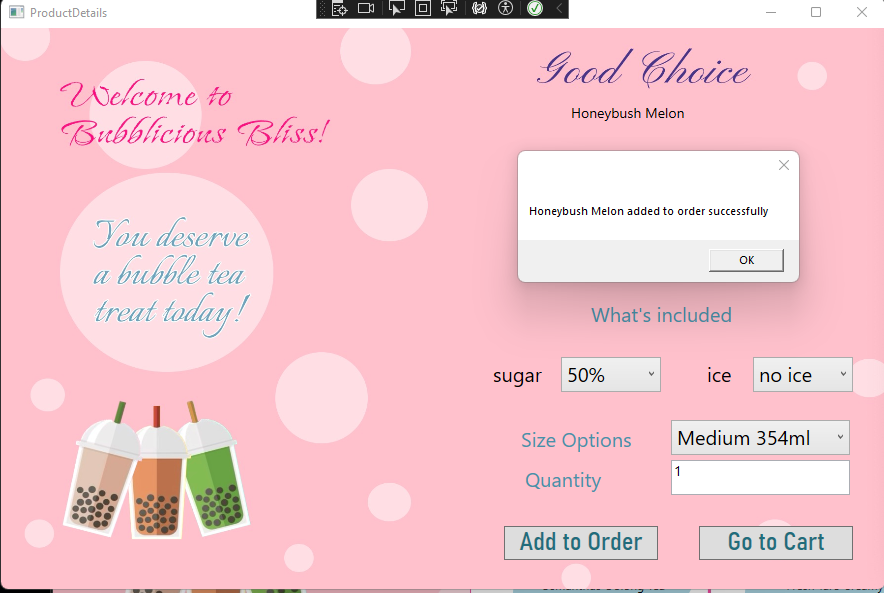 ProductDetails
Welcome to
Bubblicious Bliss!
You deserve
a bubble tea
treat today!
Good Choice
Honeybush Melon
Honeybush Melon added to order successfully
OK
What's included
sugar 50% ice no ice
Size Options Medium 354ml
Quantity 1
Add to Order Go to Cart